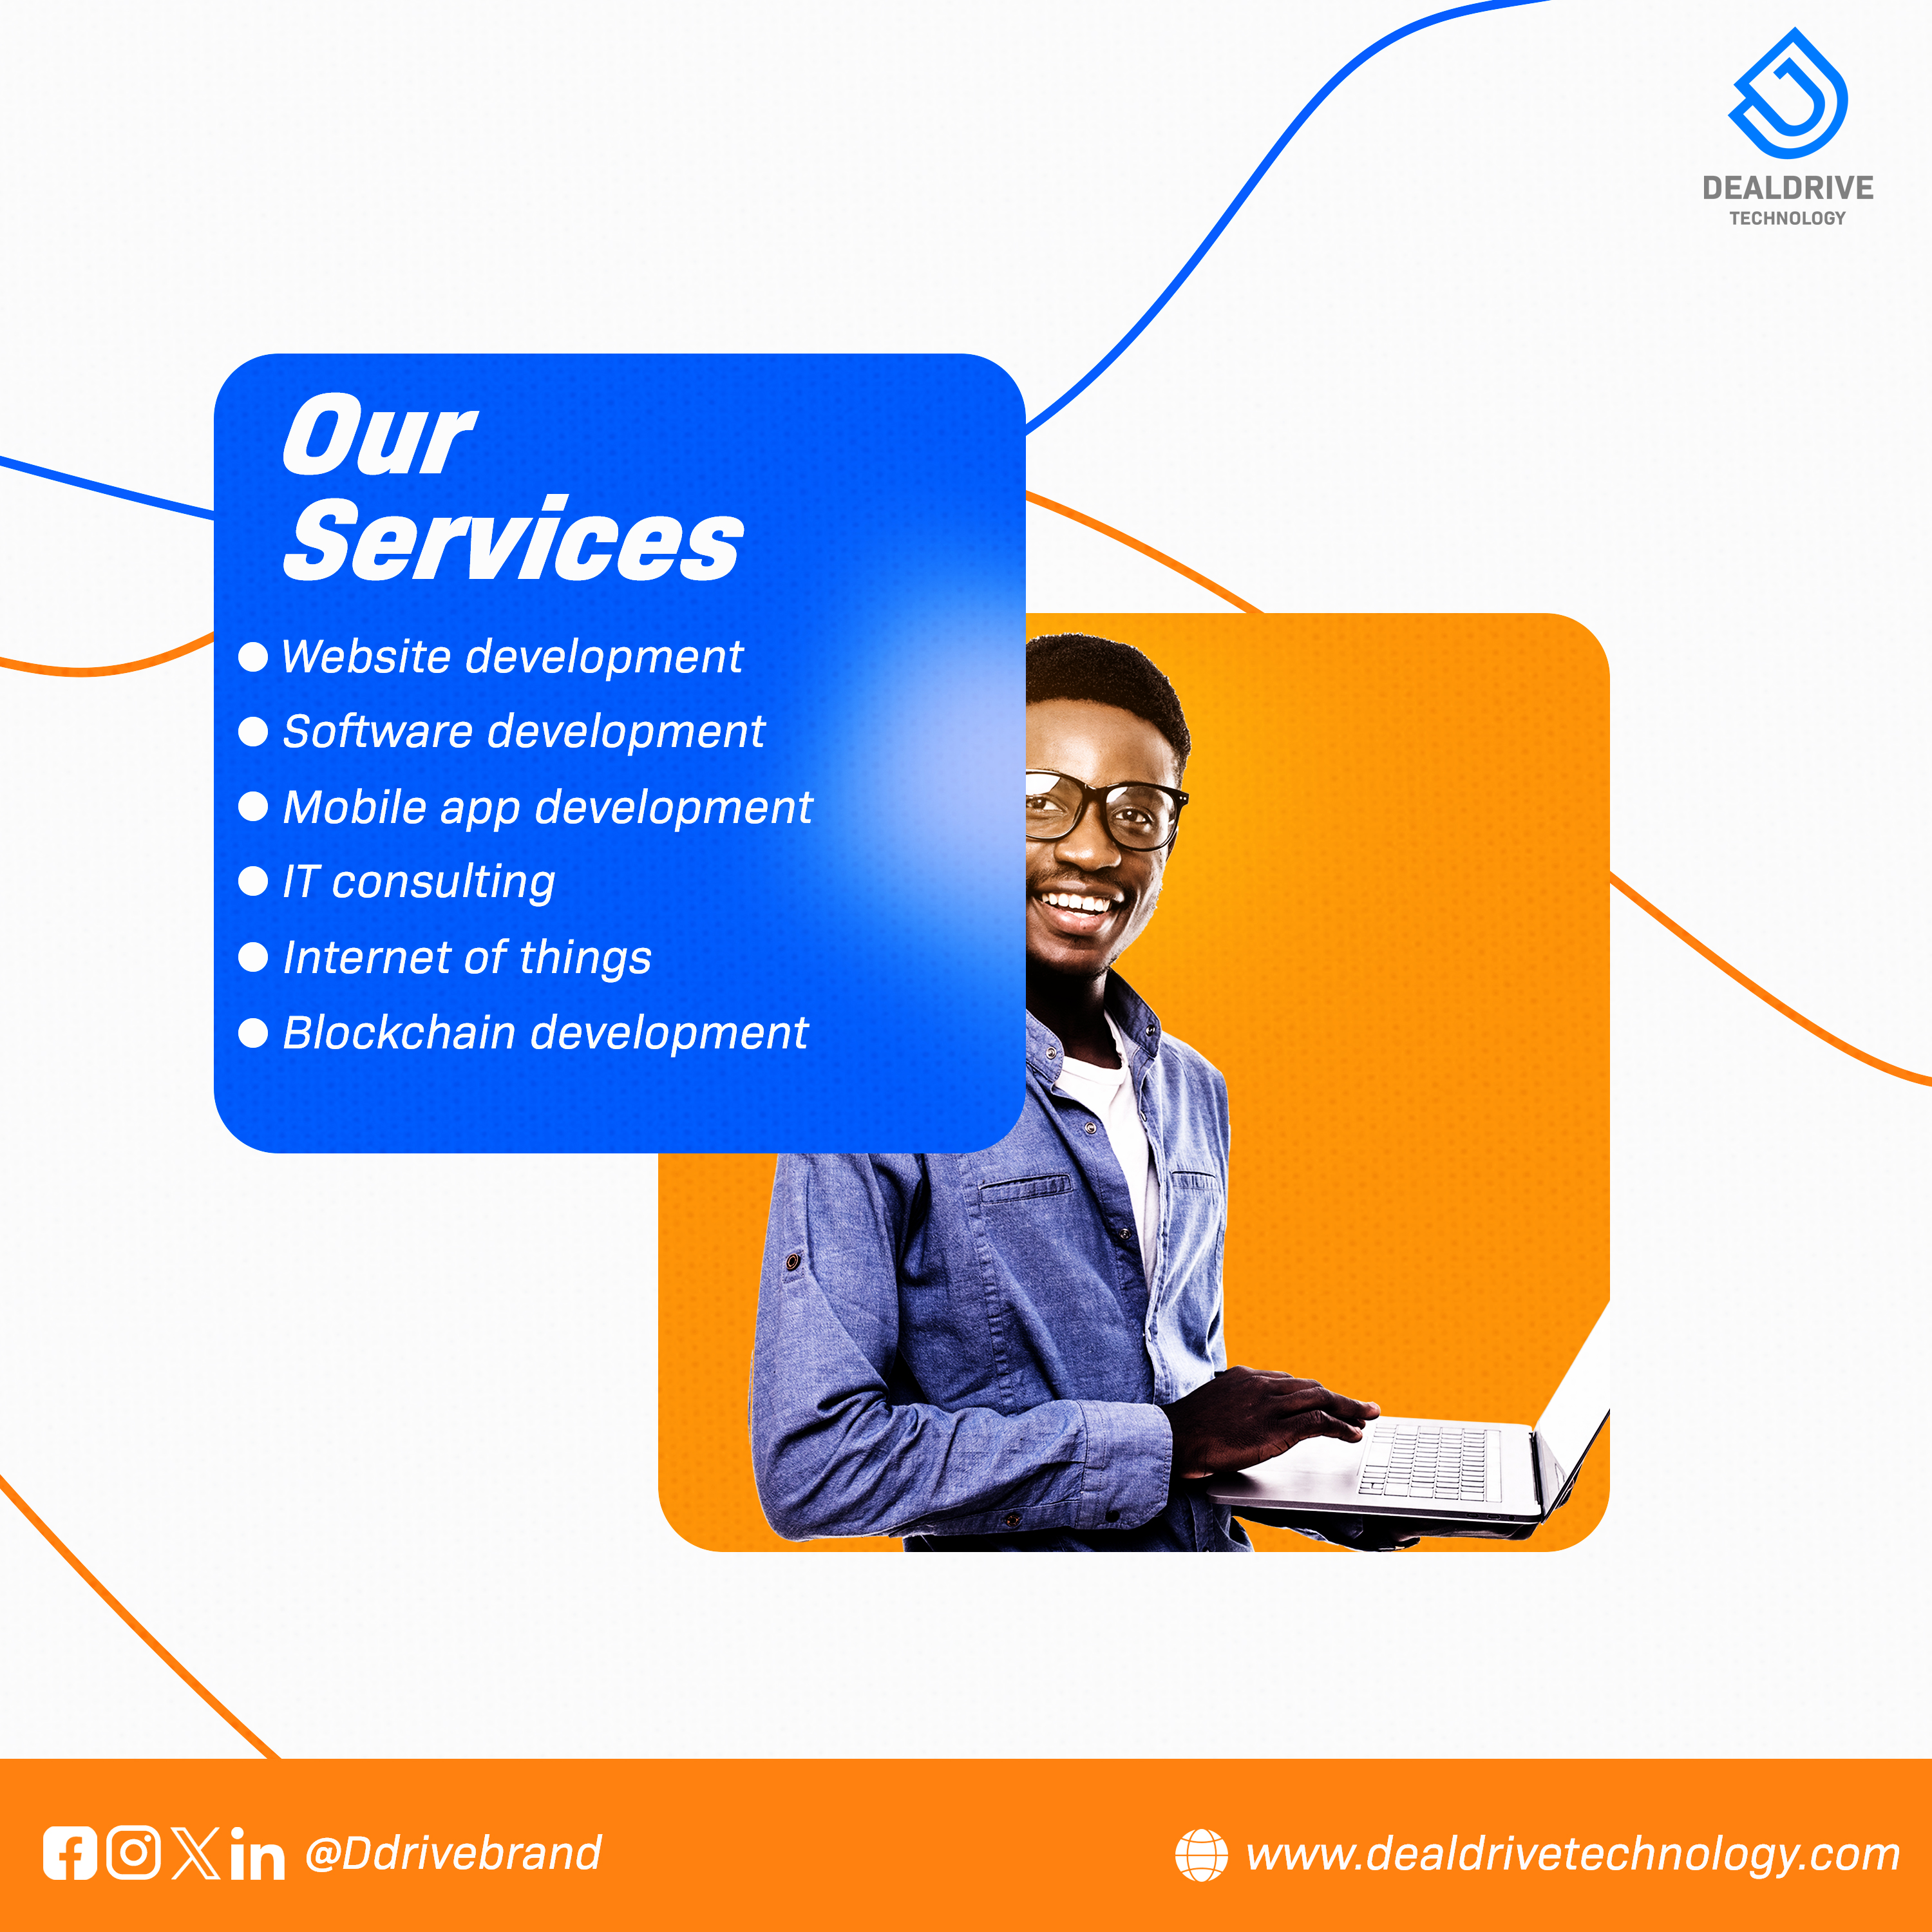 DEALDRIVE
TECHNOLOGY
Our
Services
Website development
Software development
Mobile app development
IT consulting
Internet of things
Blockchain development
@Ddrivebrand
www.dealdrivetechnology.com